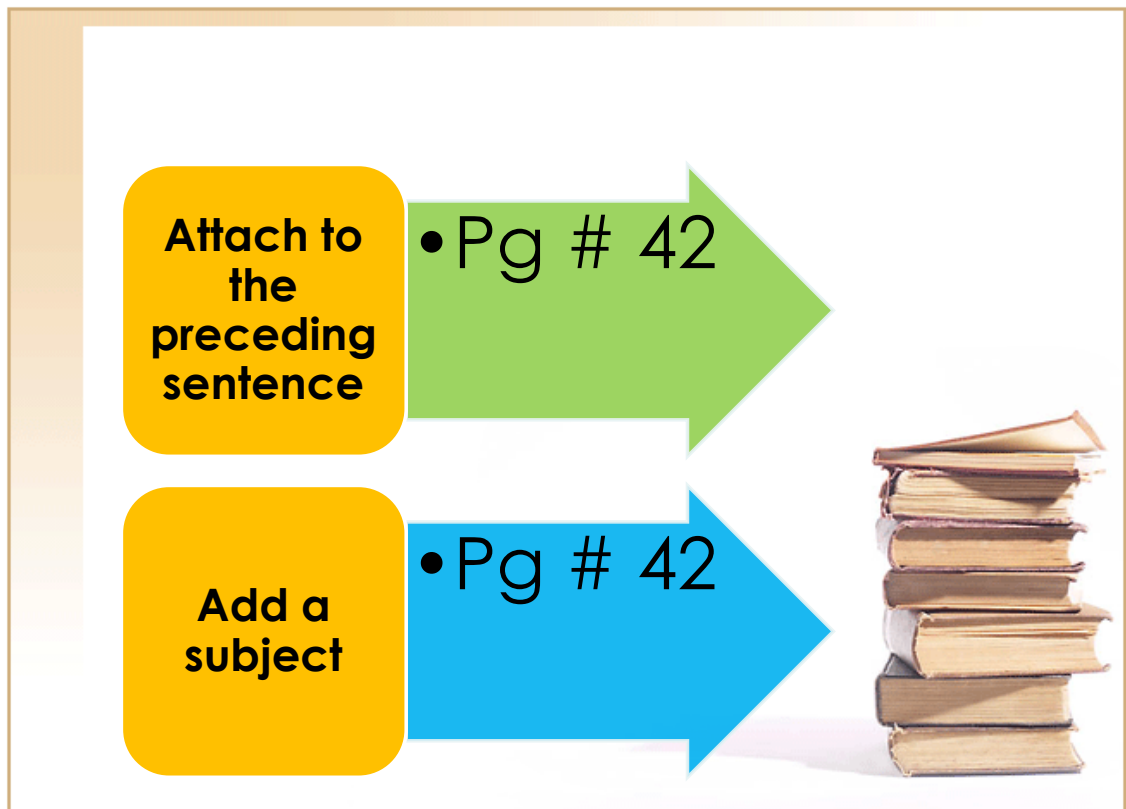 Attach to
the
preceding
sentence
•Pg # 42
Add a
subject
•Pg # 42